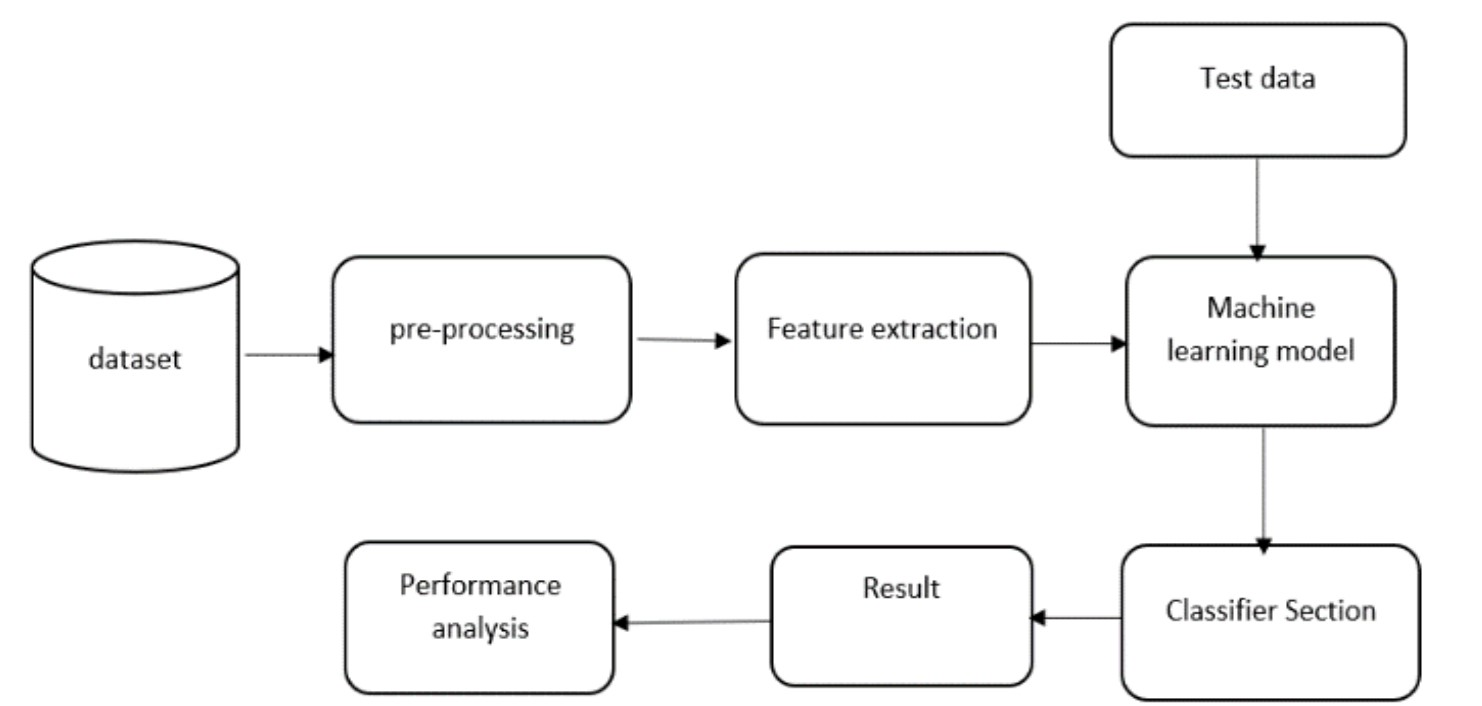 Test data
dataset
pre-processing
Feature extraction
Machine
learning model
Classifier Section
Result
Performance
analysis